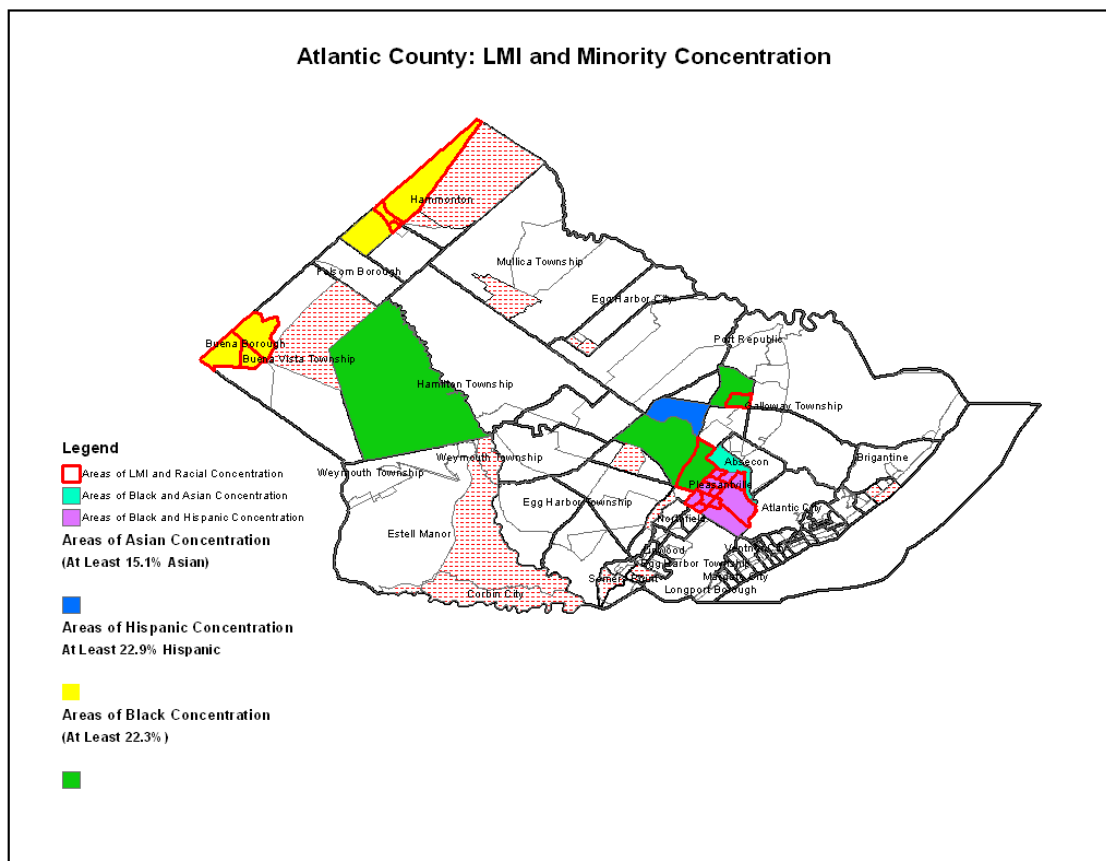 Atlantic County: LMI and Minority Concentration
Hammonton
Folsom Borough
Mullica Township
Egg Harbor City
Port Republic
Buena Borough
Buena Vista Township
Hamilton Township
Galloway Township
Weymouth Township
Weymouth Township
Absecon
Brigantine
Pleasantville
Egg Harbor Township
Atlantic City
Northfield
Estell Manor
Linwood
Ventnor City
Egg Harbor Township
Somers Point
Margate City
Longport Borough
Corbin City
Legend
Areas of LMI and Racial Concentration
Areas of Black and Asian Concentration
Areas of Black and Hispanic Concentration
Areas of Asian Concentration
(At Least 15.1% Asian)
Areas of Hispanic Concentration
At Least 22.9% Hispanic
Areas of Black Concentration
(At Least 22.3%)